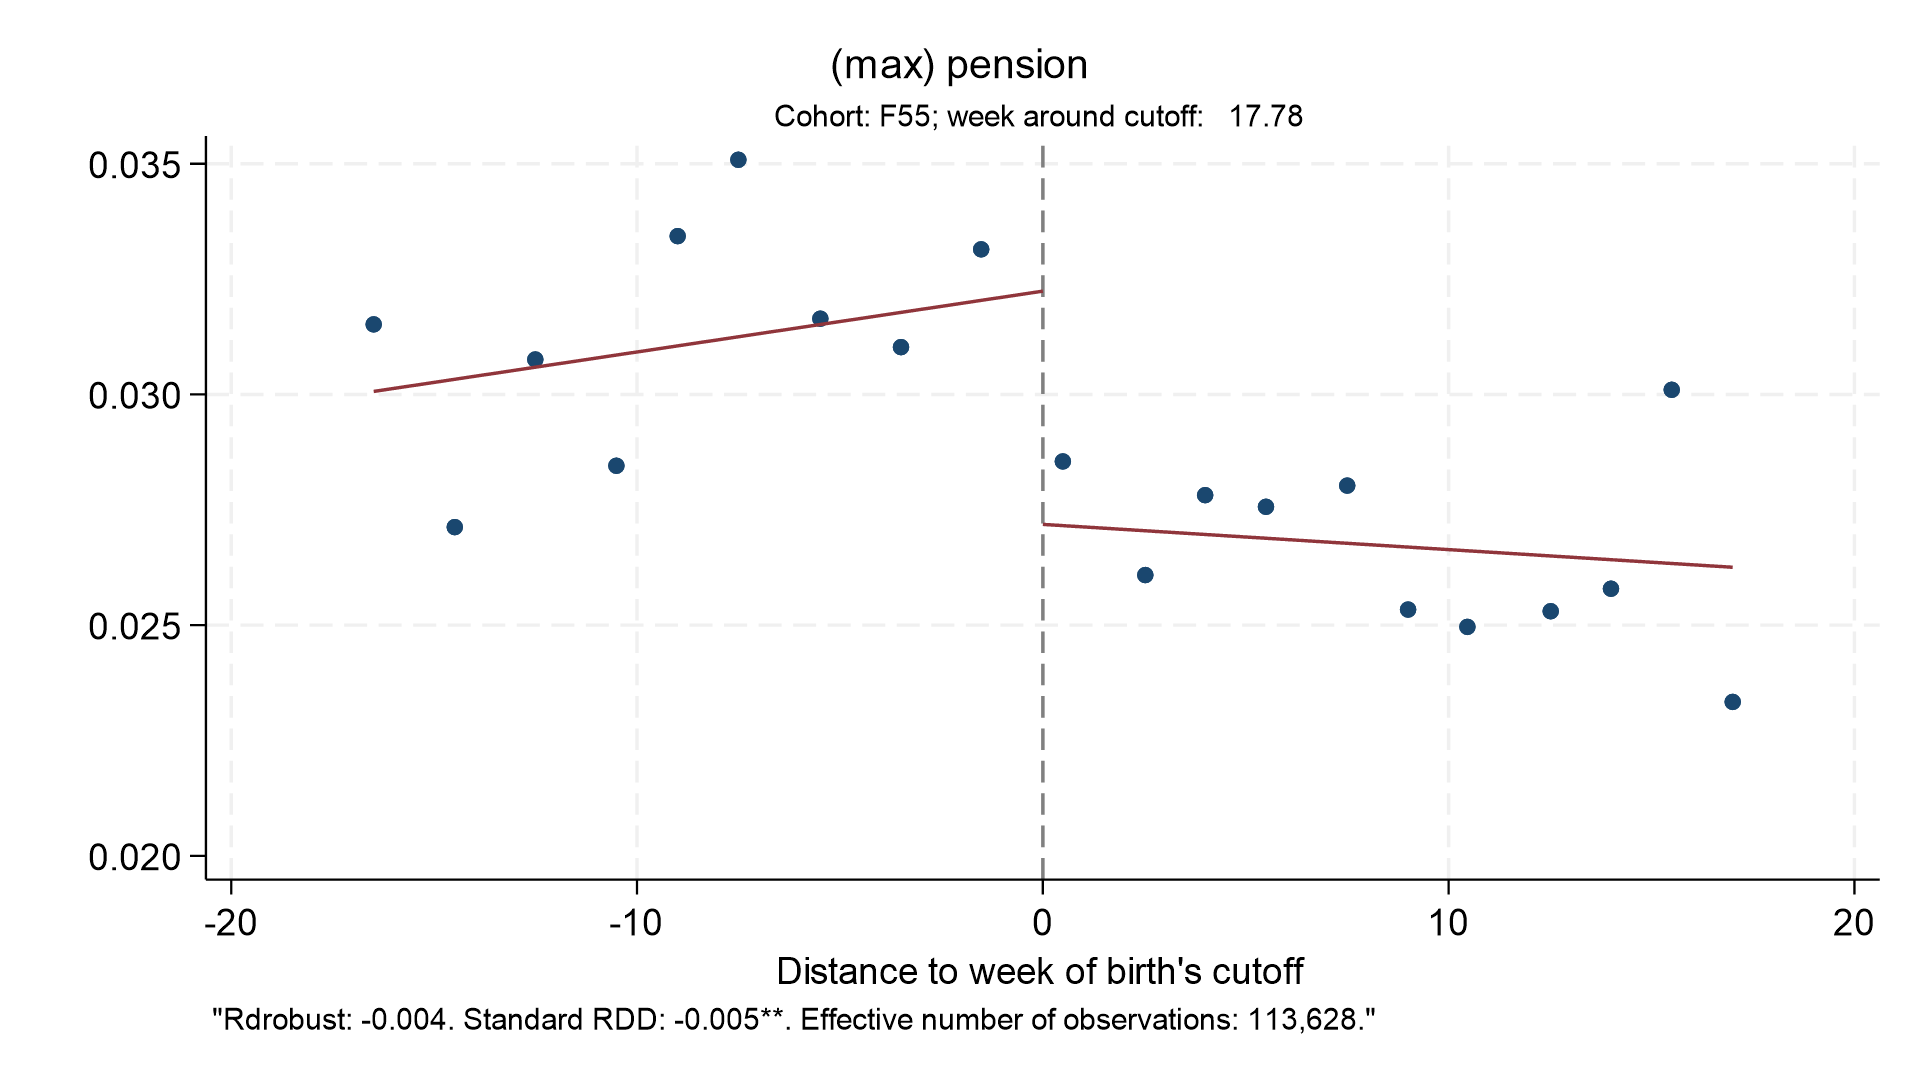 (max) pension
Cohort: F55; week around cutoff: 17.78
0.035
0.030
0.025
0.020
-20 -10 0 10 20
Distance to week of birth's cutoff
"Rdrobust: -0.004. Standard RDD: -0.005**. Effective number of observations: 113,628."